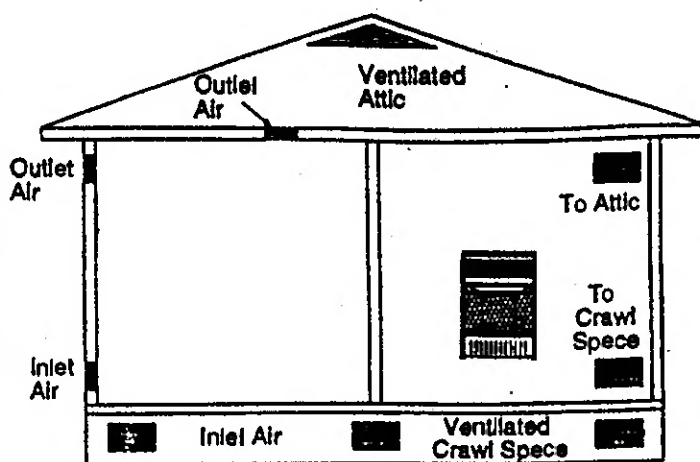 Ventilated
Attic
Outlet
Air
Outlet
Air
To Attic
To
Crawl
Spece
Inlet
Air
Inlet Air
Ventilated
Crawl Spece